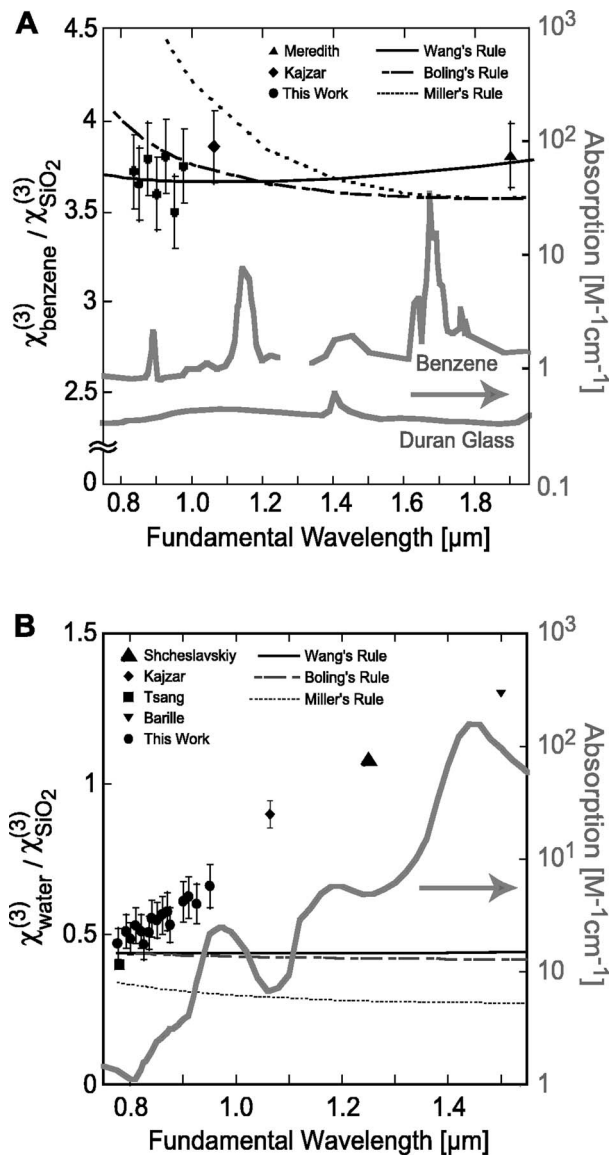 A
4.5
4
3.5
3
2.5
0
χ(3)benzene / χ(3)SiO2
Meredith
Kajzar
This Work
Wang's Rule
Boling's Rule
Miller's Rule
Benzene
Duran Glass
10³
10²
10
1
0.1
Absorption [M⁻¹cm⁻¹]
0.8 1.0 1.2 1.4 1.6 1.8
Fundamental Wavelength [µm]
B
1.5
1
0.5
0
χ(3)water / χ(3)SiO2
Shcheslavskiy
Kajzar
Tsang
Barille
This Work
Wang's Rule
Boling's Rule
Miller's Rule
10³
10²
10¹
10
1
Absorption [M⁻¹cm⁻¹]
0.8 1.0 1.2 1.4
Fundamental Wavelength [µm]